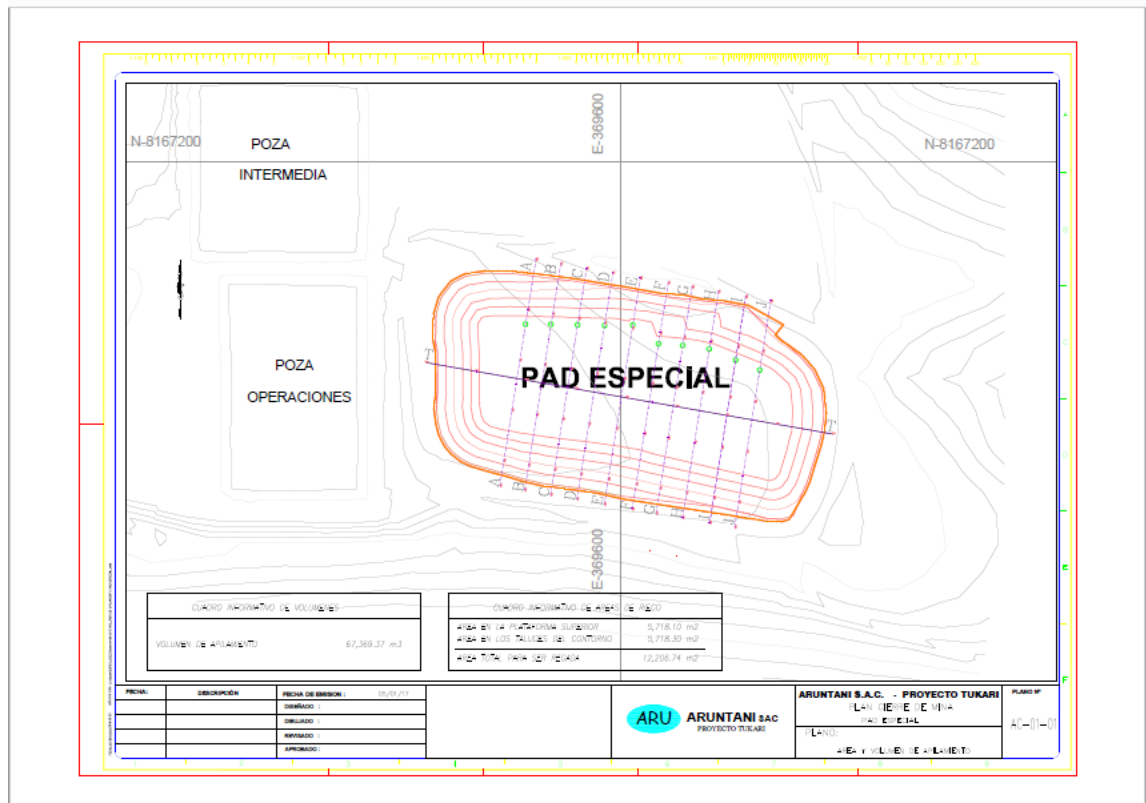 N-8167200
POZA
INTERMEDIA
E-369600
N-8167200
A
B
C
D
E
F
G
H
I
J
POZA
OPERACIONES
T
PAD ESPECIAL
T
A
B
C
D
E
F
G
H
I
J
E-369600
CUADRO INFORMATIVO DE VOLUMENES
VOLUMEN DE APILAMIENTO 67,369.37 m3
CUADRO INFORMATIVO DE AREAS DE RIEGO
AREA EN LA PLATAFORMA SUPERIOR 5,718.10 m2
AREA EN LOS TALUDES DEL CONTORNO 5,718.30 m2
AREA TOTAL PARA SER REGADA 12,206.74 m2
FECHA: DESCRIPCIÓN
FECHA DE EMISION : 05/01/17
DISEÑADO :
DIBUJADO :
REVISADO :
APROBADO :
ARU ARUNTANI SAC
PROYECTO TUKARI
ARUNTANI S.A.C. - PROYECTO TUKARI
PLAN CIERRE DE MINA
PAD ESPECIAL
PLANO:
AREA Y VOLUMEN DE APILAMIENTO
PLANO Nº
AC-01-01